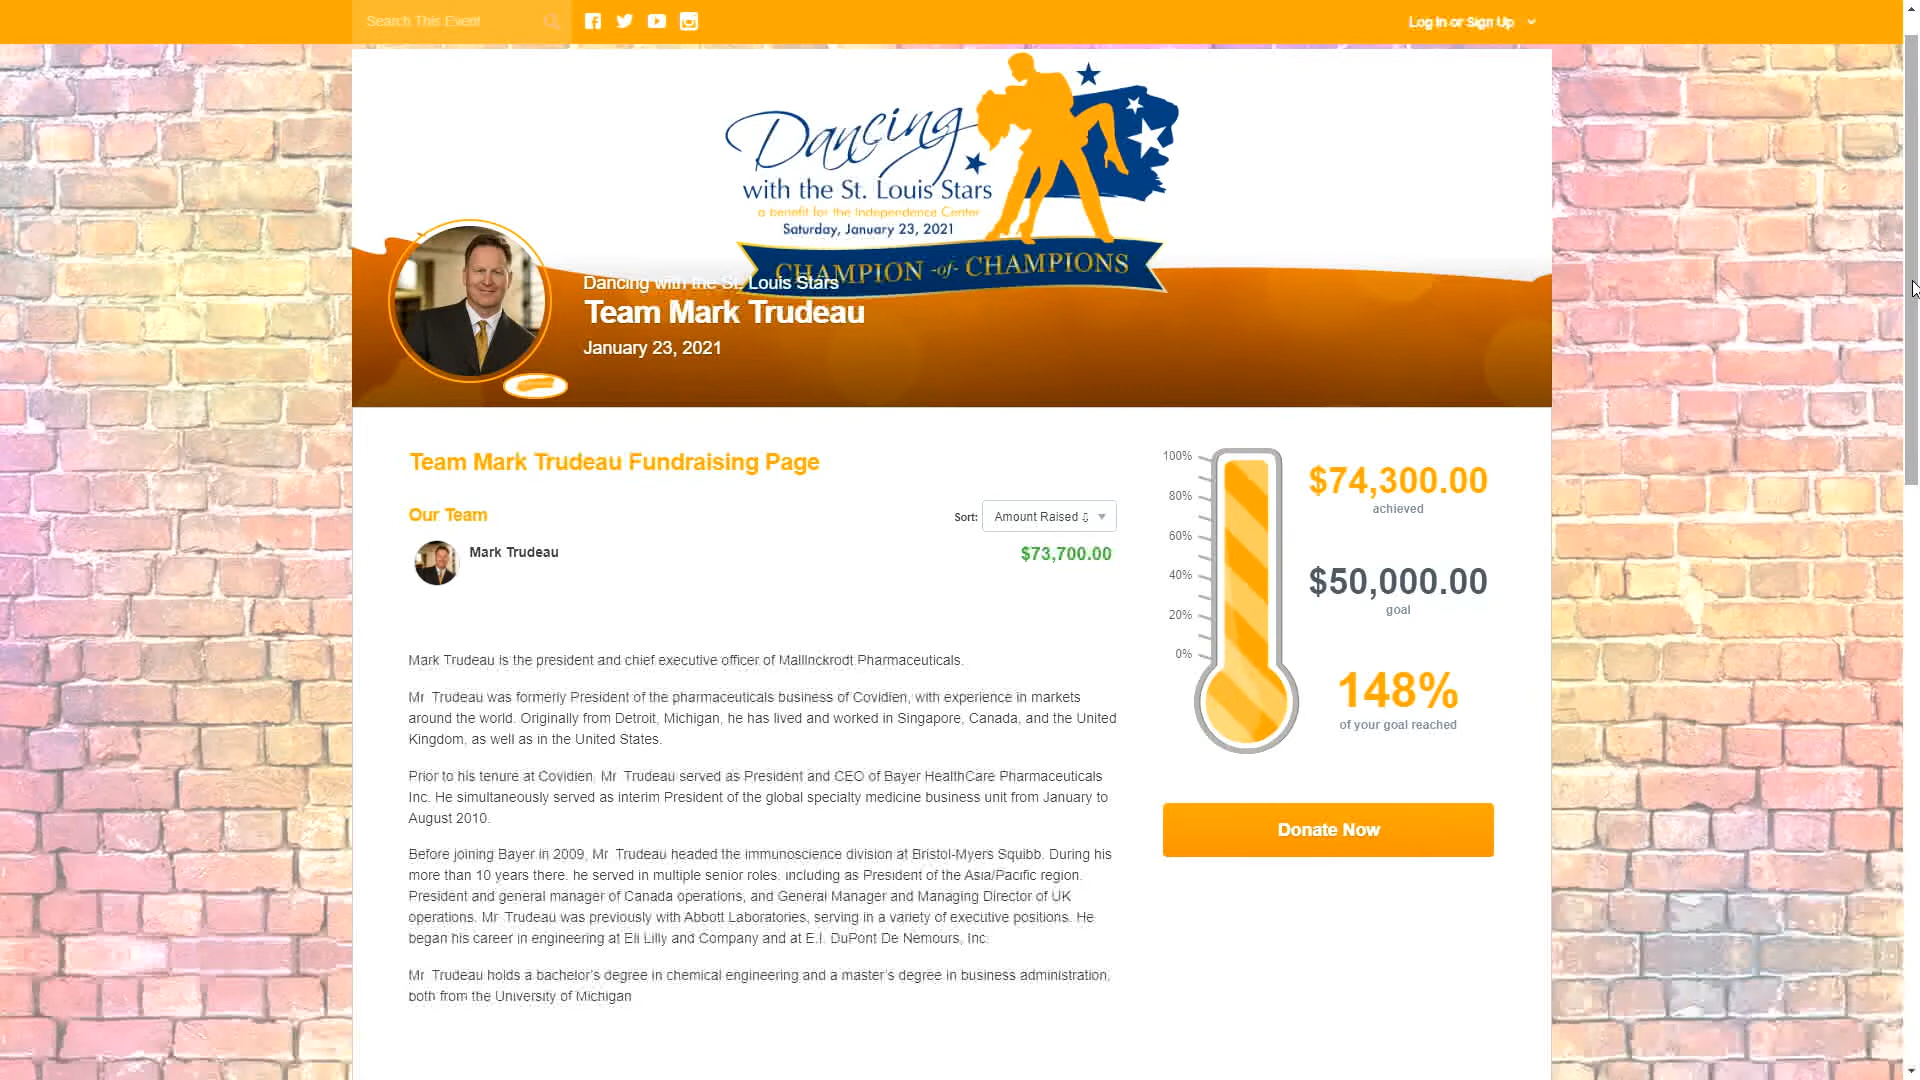 Search This Event
Log In or Sign Up
Dancing
with the St. Louis Stars
a benefit for the Independence Center
Saturday, January 23, 2021
CHAMPION -of- CHAMPIONS
Dancing with the St. Louis Stars
Team Mark Trudeau
January 23, 2021
Team Mark Trudeau Fundraising Page
Our Team
Sort: Amount Raised
Mark Trudeau
$73,700.00
100%
80%
60%
40%
20%
0%
$74,300.00
achieved
$50,000.00
goal
148%
of your goal reached
Donate Now
Mark Trudeau is the president and chief executive officer of Mallinckrodt Pharmaceuticals.
Mr. Trudeau was formerly President of the pharmaceuticals business of Covidien, with experience in markets
around the world. Originally from Detroit, Michigan, he has lived and worked in Singapore, Canada, and the United
Kingdom, as well as in the United States.
Prior to his tenure at Covidien, Mr. Trudeau served as President and CEO of Bayer HealthCare Pharmaceuticals
Inc. He simultaneously served as interim President of the global specialty medicine business unit from January to
August 2010.
Before joining Bayer in 2009, Mr. Trudeau headed the immunoscience division at Bristol-Myers Squibb. During his
more than 10 years there, he served in multiple senior roles, including as President of the Asia/Pacific region,
President and general manager of Canada operations, and General Manager and Managing Director of UK
operations. Mr. Trudeau was previously with Abbott Laboratories, serving in a variety of executive positions. He
began his career in engineering at Eli Lilly and Company and at E.I. DuPont De Nemours, Inc.
Mr. Trudeau holds a bachelor's degree in chemical engineering and a master's degree in business administration,
both from the University of Michigan